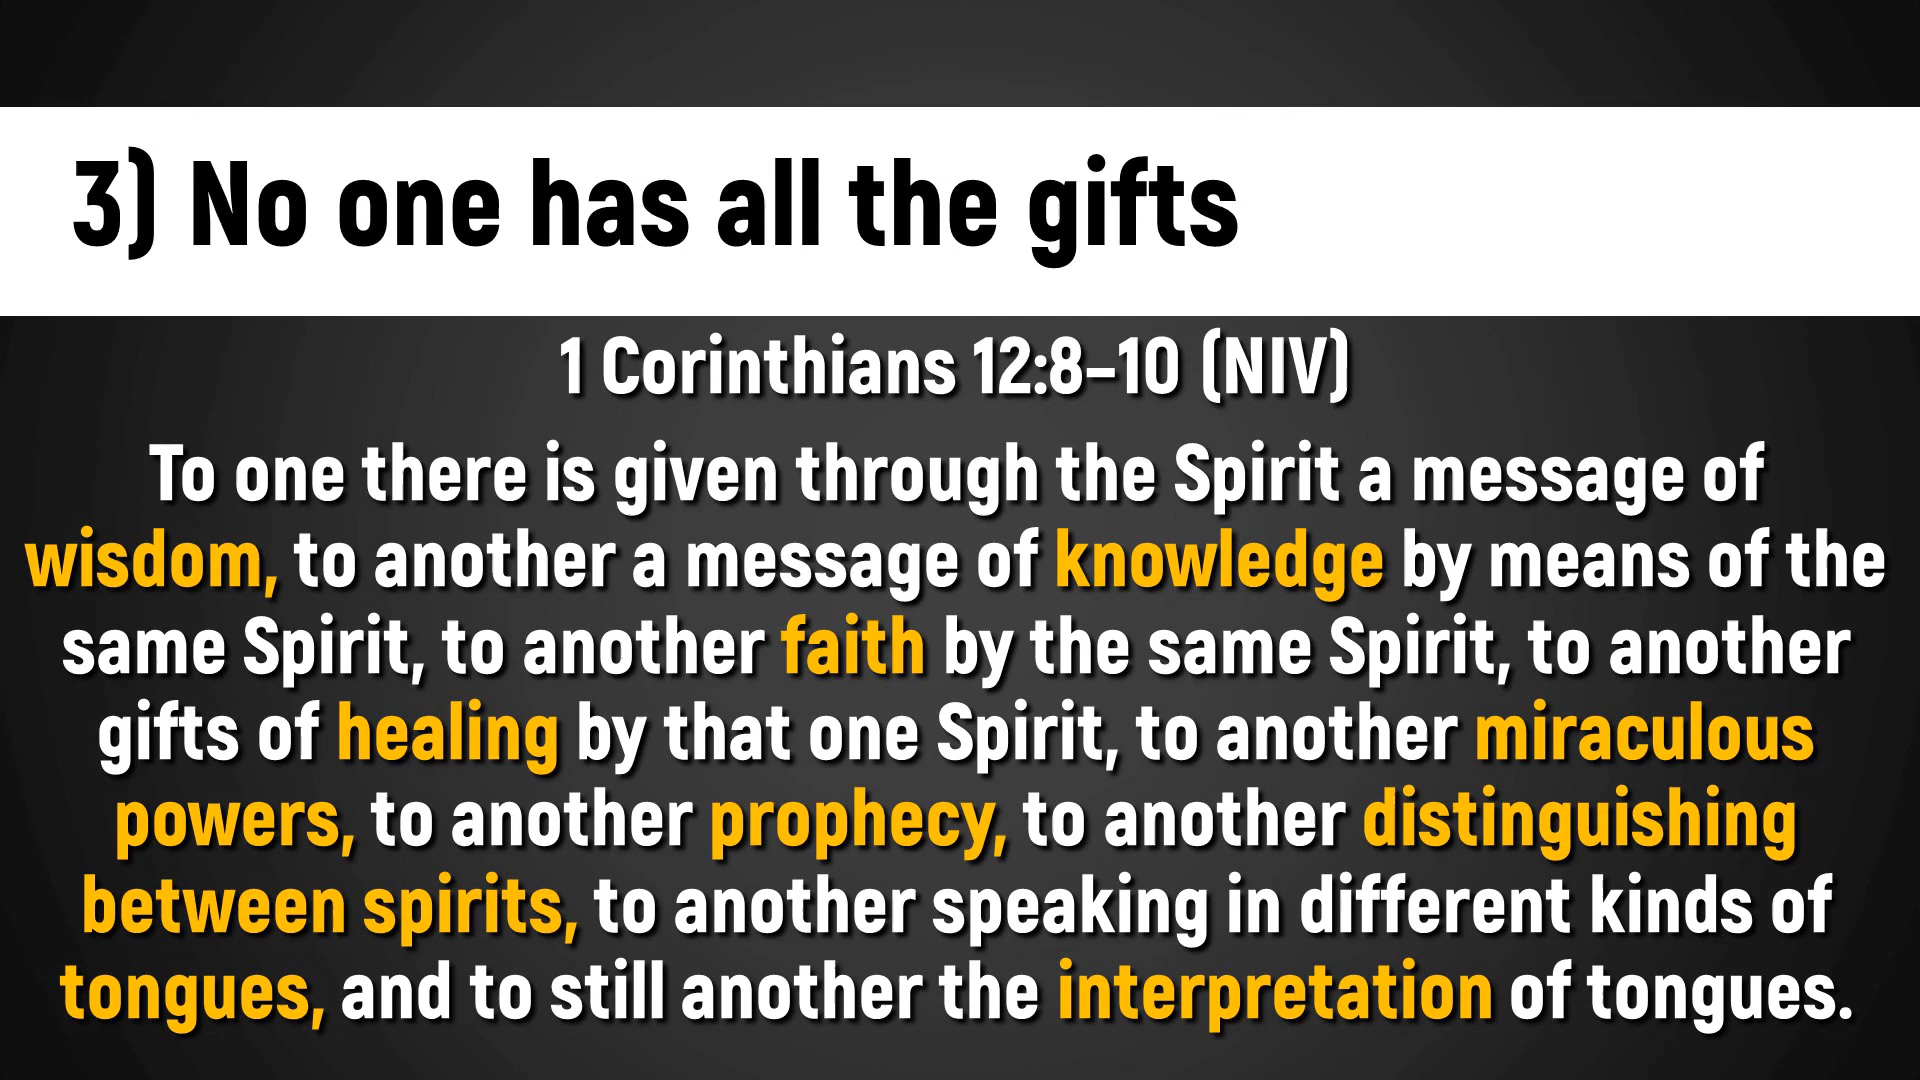 3) No one has all the gifts
1 Corinthians 12:8–10 (NIV)
To one there is given through the Spirit a message of
wisdom, to another a message of knowledge by means of the
same Spirit, to another faith by the same Spirit, to another
gifts of healing by that one Spirit, to another miraculous
powers, to another prophecy, to another distinguishing
between spirits, to another speaking in different kinds of
tongues, and to still another the interpretation of tongues.